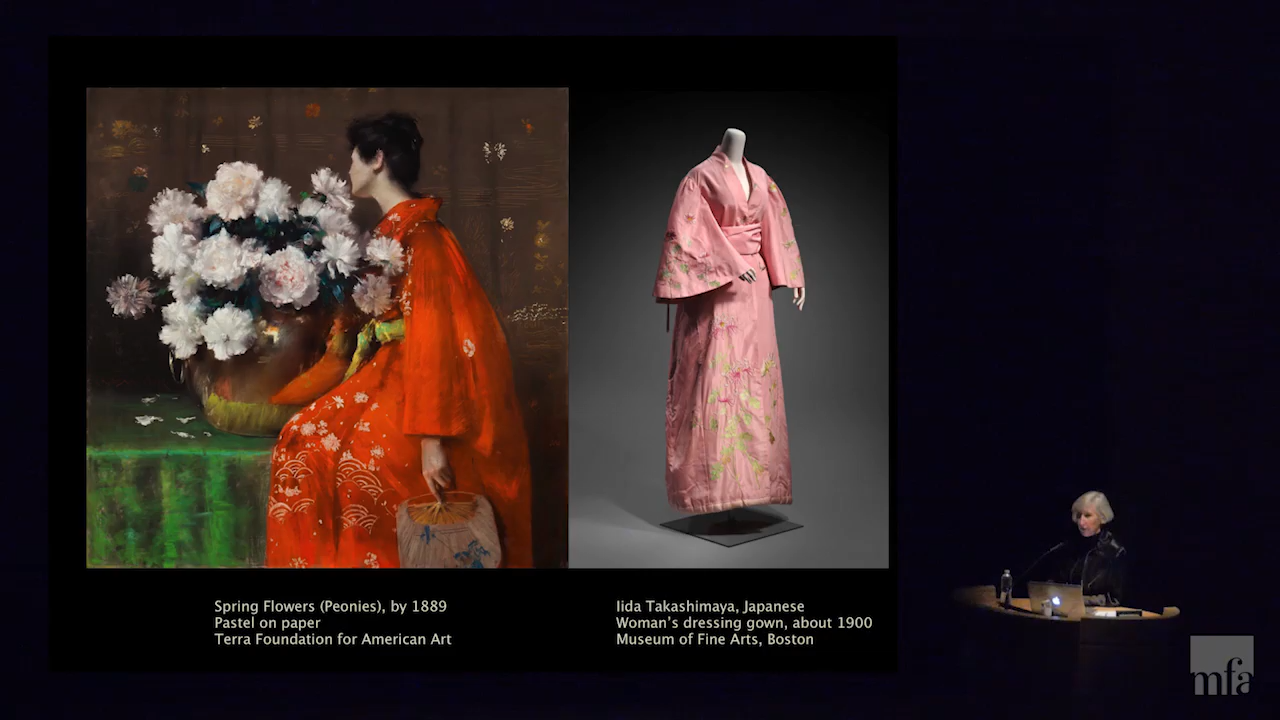 Spring Flowers (Peonies), by 1889
Pastel on paper
Terra Foundation for American Art
Iida Takashimaya, Japanese
Woman's dressing gown, about 1900
Museum of Fine Arts, Boston
mfa